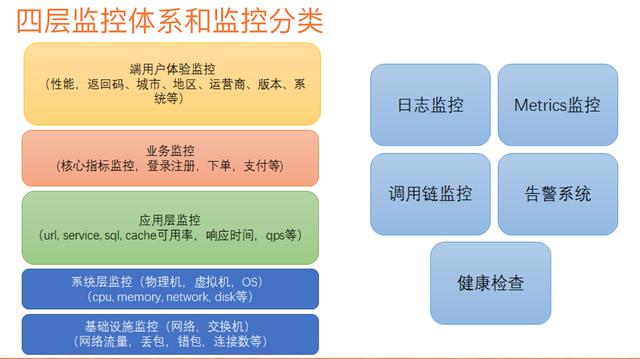 四层监控体系和监控分类
端用户体验监控
（性能，返回码、城市、地区、运营商、版本、系
统等）
业务监控
(核心指标监控，登录注册，下单，支付等)
应用层监控
（url, service, sql, cache可用率，响应时间，qps等）
系统层监控（物理机，虚拟机，OS）
（cpu, memory, network, disk等）
基础设施监控（网络，交换机）
（网络流量，丢包，错包，连接数等）
日志监控
Metrics监控
调用链监控
告警系统
健康检查